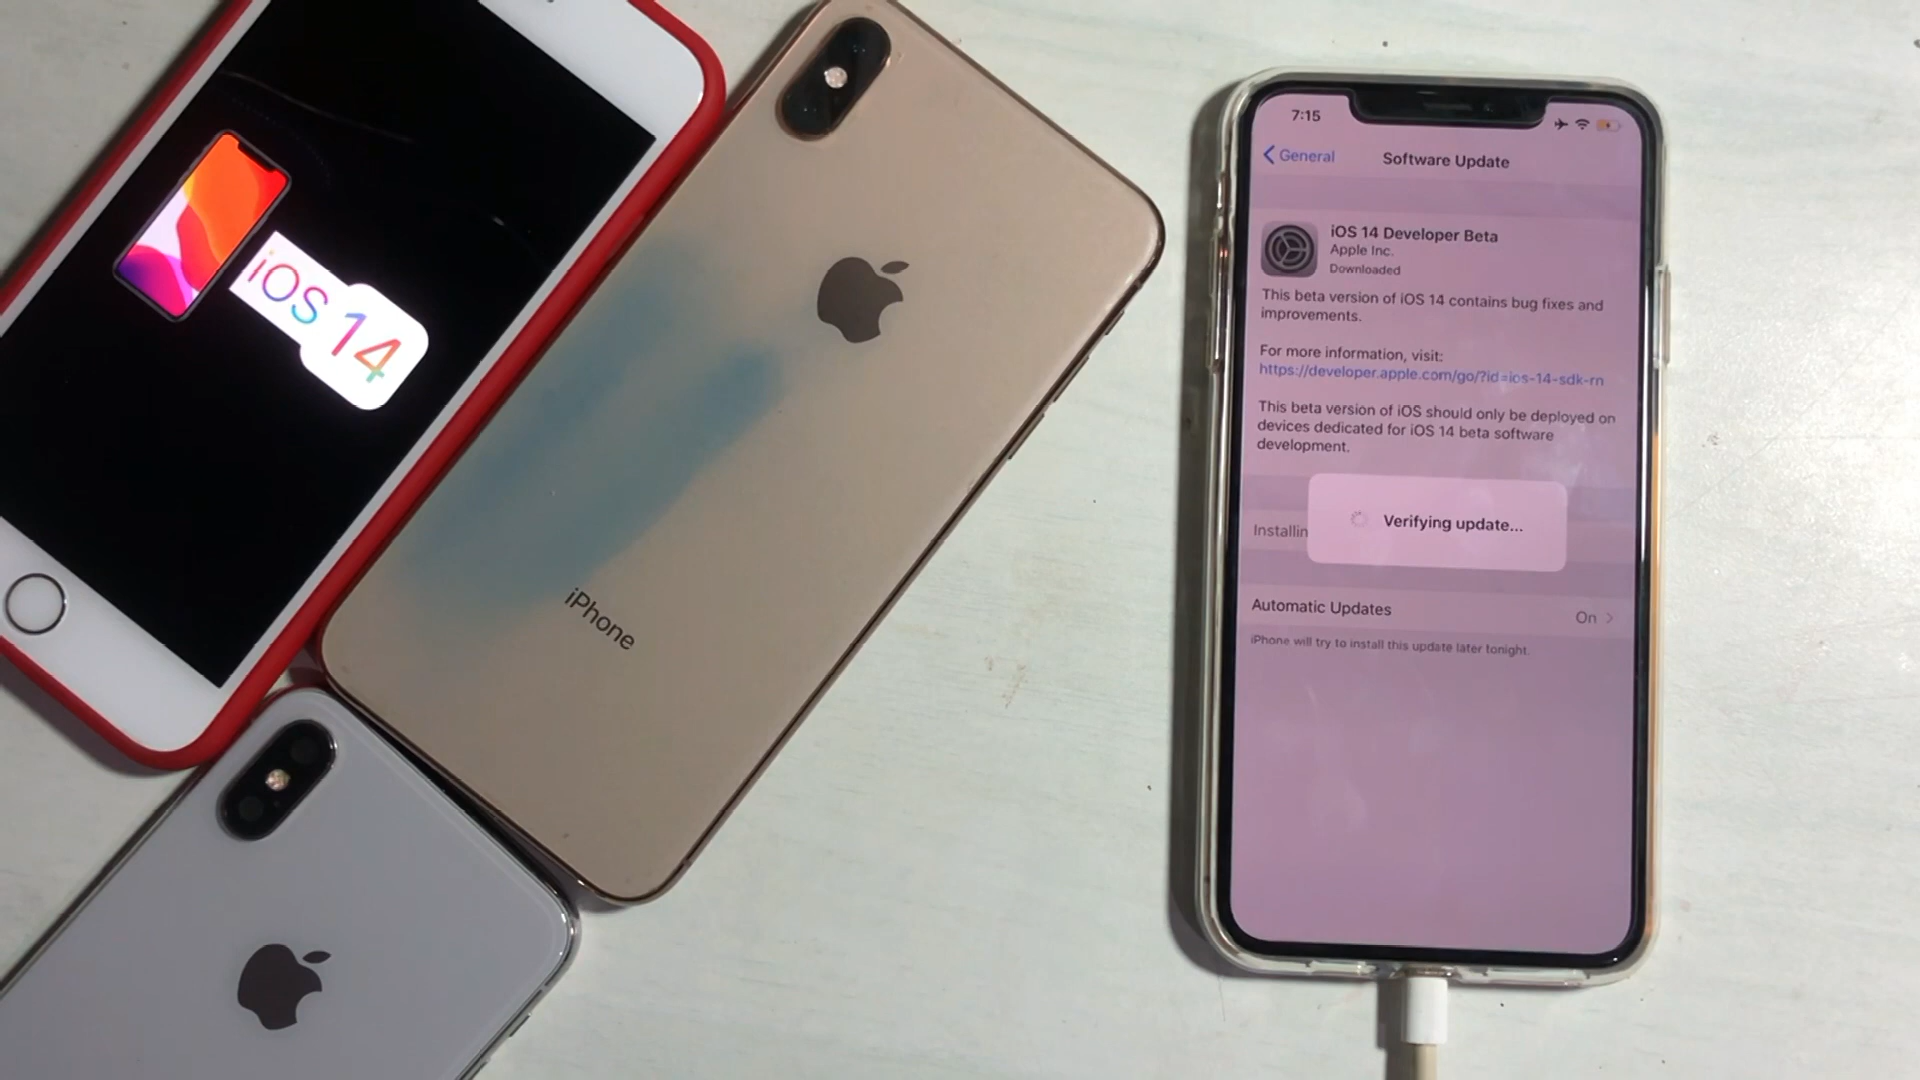 iOS 14
iPhone
7:15
General
Software Update
iOS 14 Developer Beta
Apple Inc.
Downloaded
This beta version of iOS 14 contains bug fixes and
improvements.
For more information, visit:
https://developer.apple.com/go/?id=ios-14-sdk-rn
This beta version of iOS should only be deployed on
devices dedicated for iOS 14 beta software
development.
Installin
Verifying update...
Automatic Updates
On
iPhone will try to install this update later tonight.